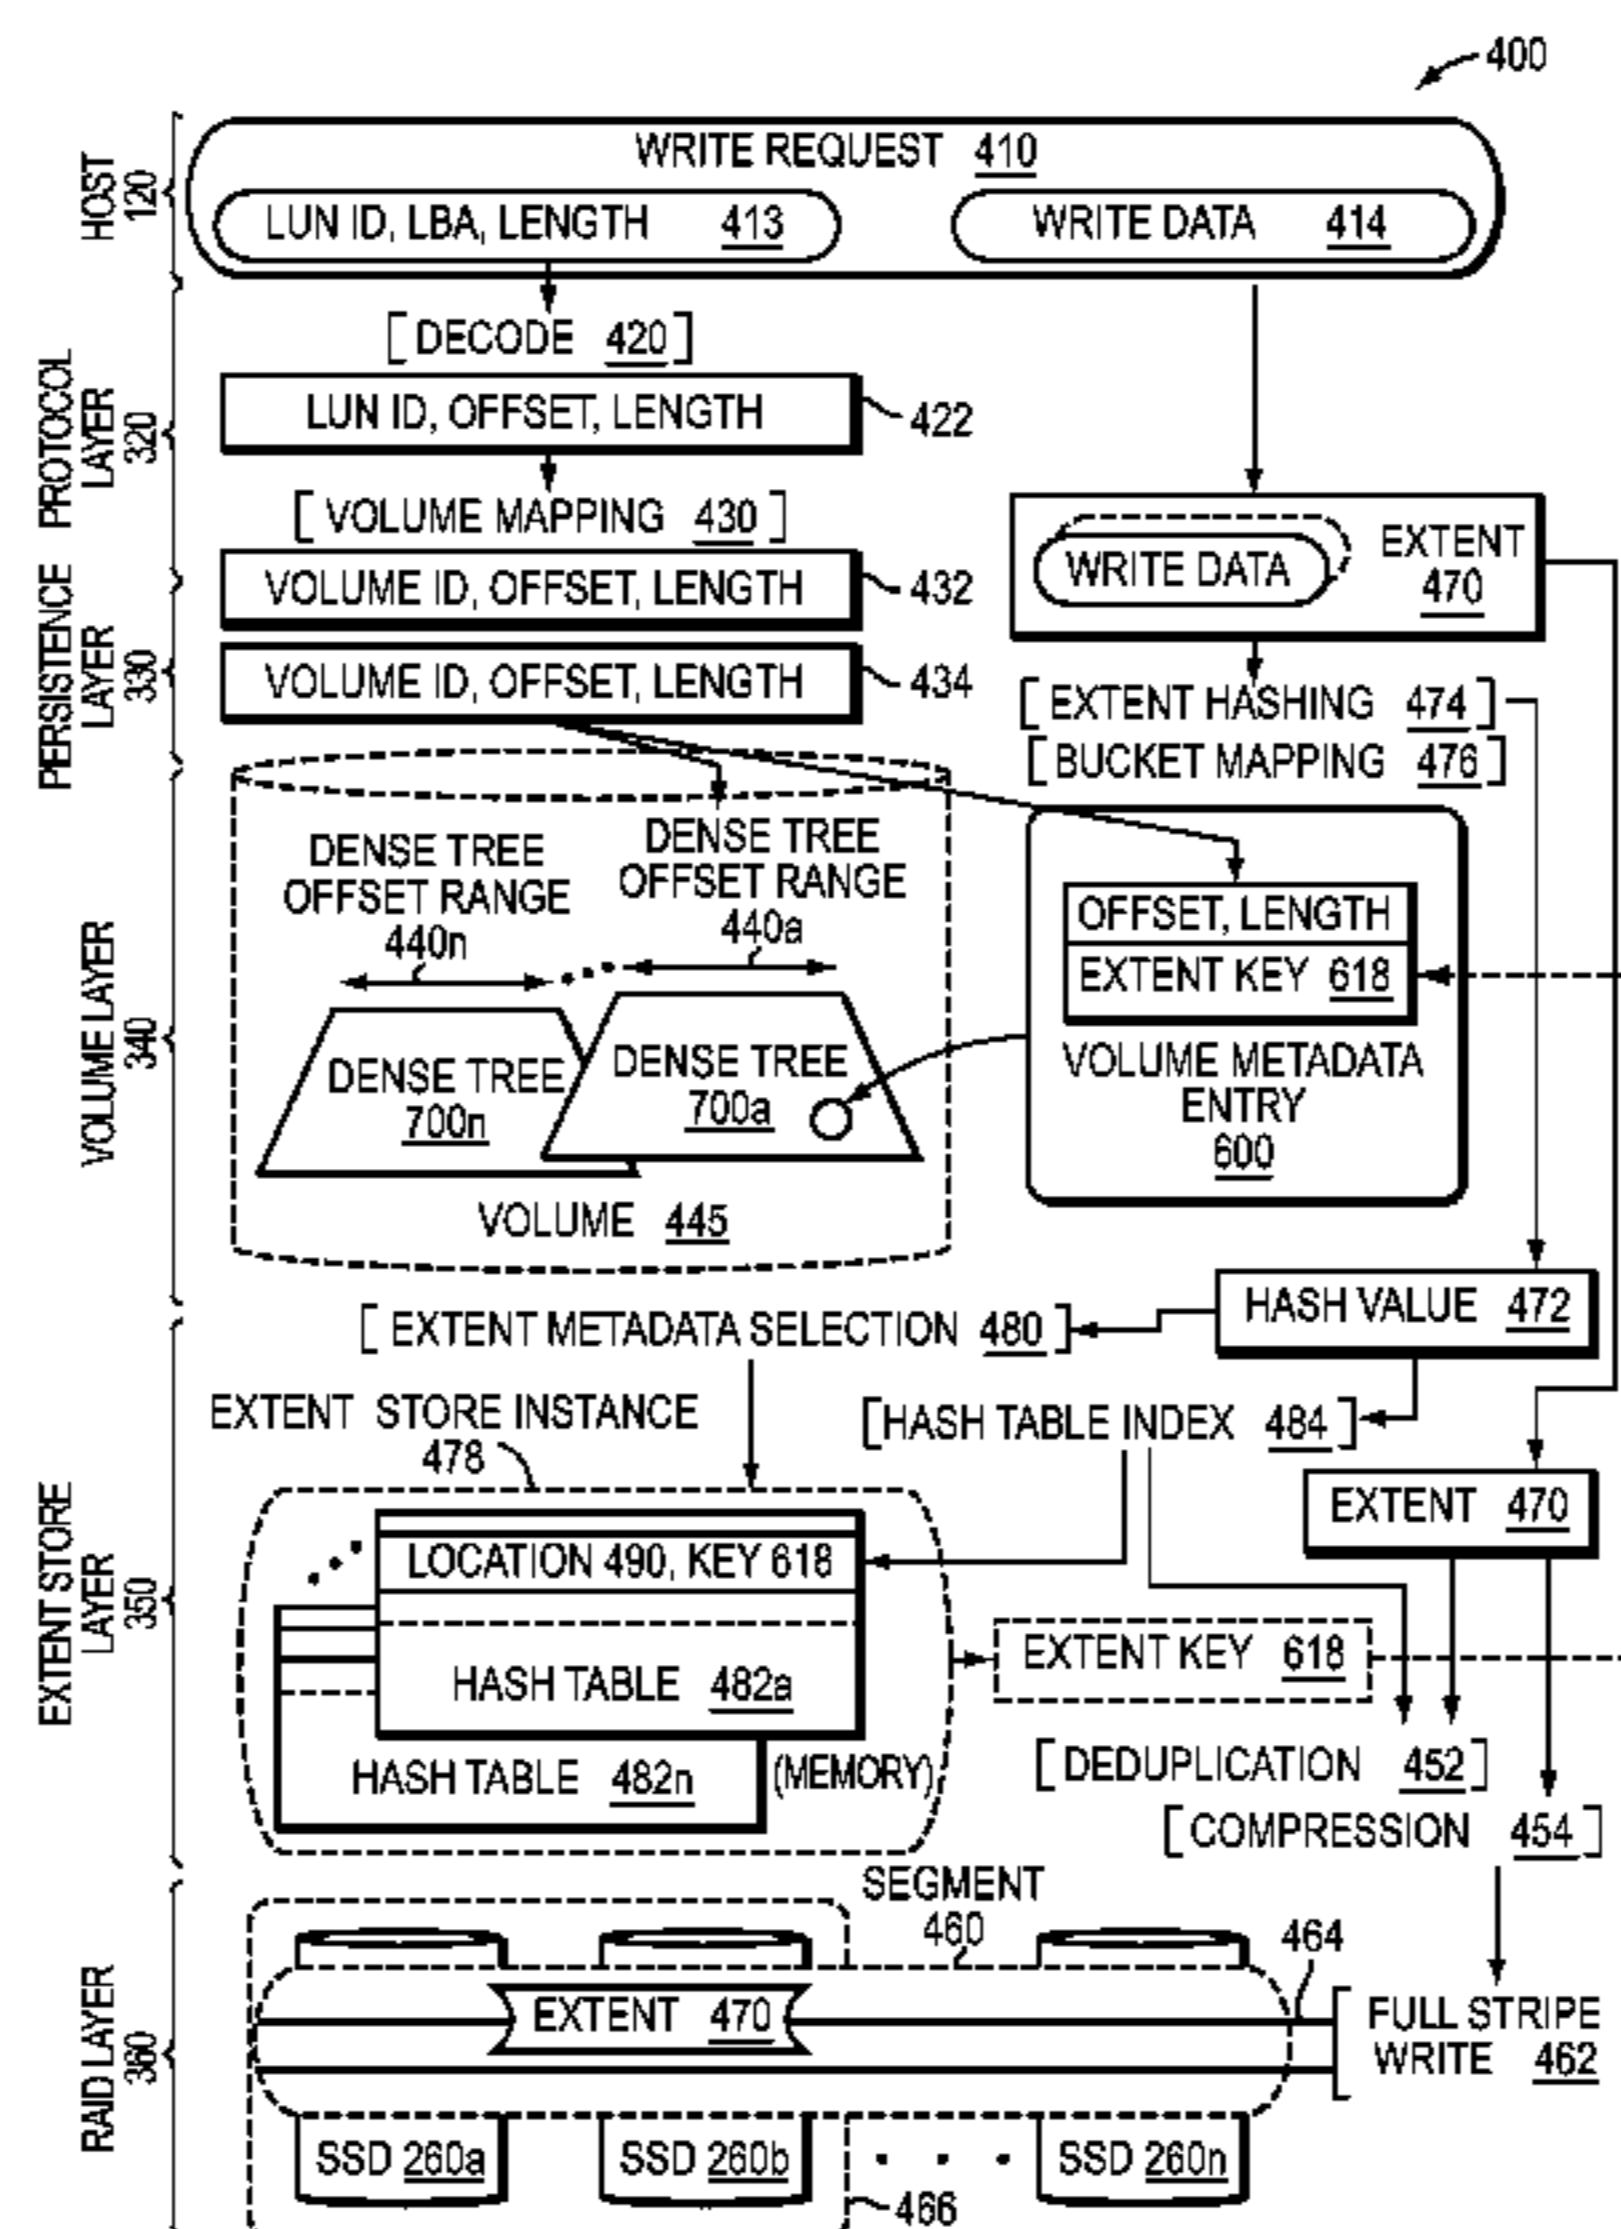 400
HOST
120
WRITE REQUEST 410
LUN ID, LBA, LENGTH 413
WRITE DATA 414
PROTOCOL
LAYER
320
[DECODE 420]
LUN ID, OFFSET, LENGTH
422
[VOLUME MAPPING 430]
WRITE DATA
EXTENT
470
PERSISTENCE
LAYER
330
VOLUME ID, OFFSET, LENGTH
432
VOLUME ID, OFFSET, LENGTH
434
[EXTENT HASHING 474]
[BUCKET MAPPING 476]
VOLUME LAYER
340
DENSE TREE
OFFSET RANGE
440n
DENSE TREE
OFFSET RANGE
440a
DENSE TREE
700n
DENSE TREE
700a
VOLUME 445
OFFSET, LENGTH
EXTENT KEY 618
VOLUME METADATA
ENTRY
600
HASH VALUE 472
[EXTENT METADATA SELECTION 480]
EXTENT STORE
LAYER
350
EXTENT STORE INSTANCE
478
[HASH TABLE INDEX 484]
EXTENT 470
LOCATION 490, KEY 618
HASH TABLE 482a
HASH TABLE 482n
(MEMORY)
EXTENT KEY 618
[DEDUPLICATION 452]
[COMPRESSION 454]
RAID LAYER
360
SEGMENT
460
464
EXTENT 470
FULL STRIPE
WRITE 462
SSD 260a
SSD 260b
SSD 260n
466